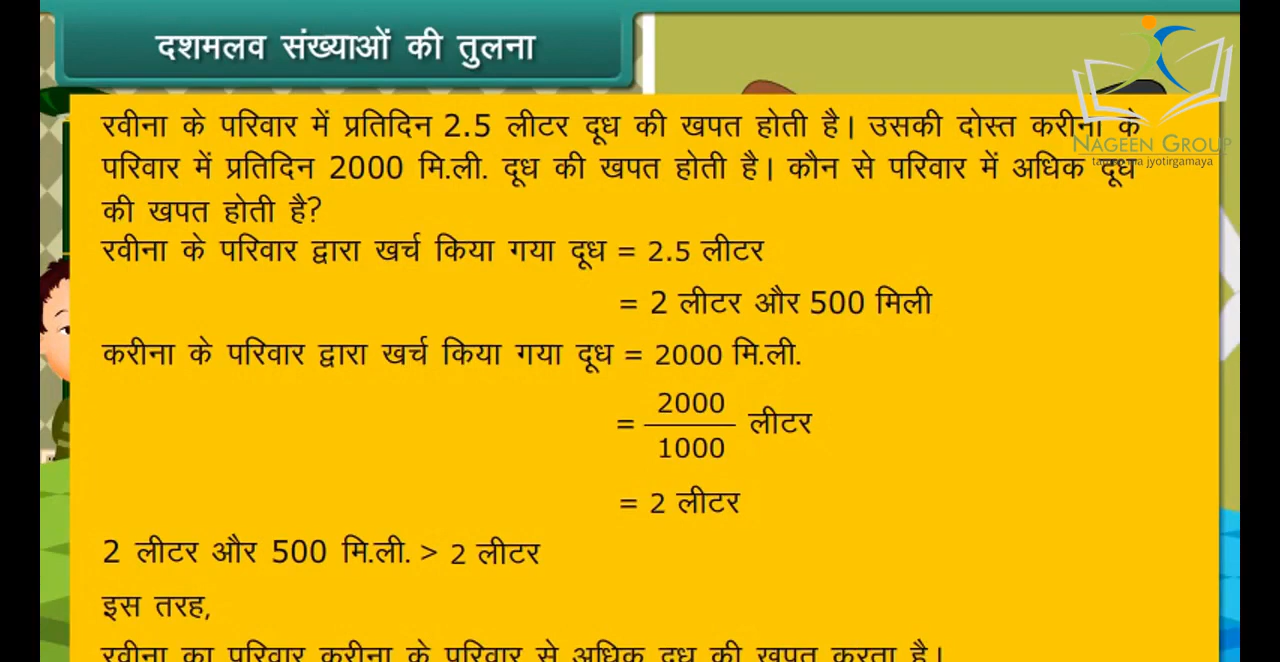 दशमलव संख्याओं की तुलना
NAGEEN GROUP
tamso ma jyotirgamaya
रवीना के परिवार में प्रतिदिन 2.5 लीटर दूध की खपत होती है। उसकी दोस्त करीना के
परिवार में प्रतिदिन 2000 मि.ली. दूध की खपत होती है। कौन से परिवार में अधिक दूध
की खपत होती है?
रवीना के परिवार द्वारा खर्च किया गया दूध = 2.5 लीटर
= 2 लीटर और 500 मिली
करीना के परिवार द्वारा खर्च किया गया दूध = 2000 मि.ली.
= 2000/1000 लीटर
= 2 लीटर
2 लीटर और 500 मि.ली. > 2 लीटर
इस तरह,
रवीना का परिवार करीना के परिवार से अधिक दूध की खपत करता है।